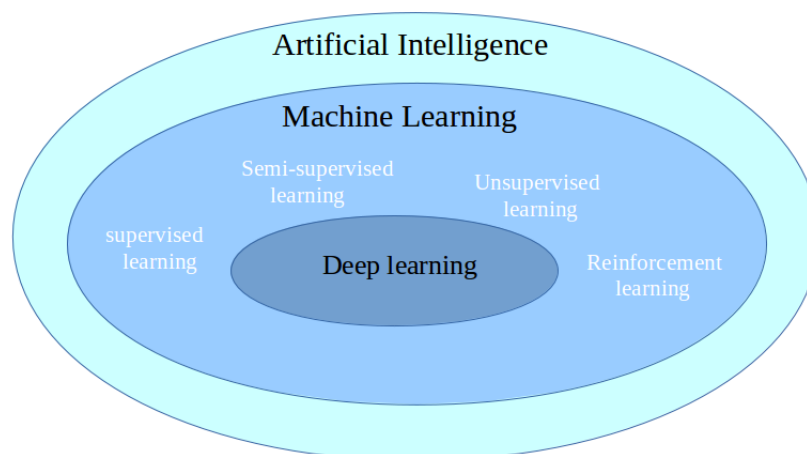 Artificial Intelligence
Machine Learning
Semi-supervised
learning
Unsupervised
learning
supervised
learning
Deep learning
Reinforcement
learning